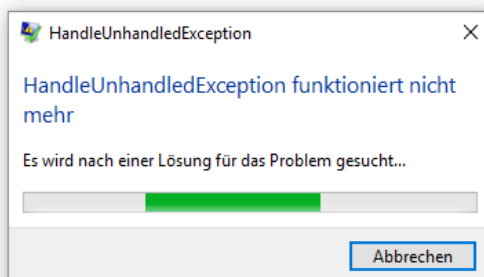 HandleUnhandledException
HandleUnhandledException funktioniert nicht
mehr
Es wird nach einer Lösung für das Problem gesucht...
Abbrechen